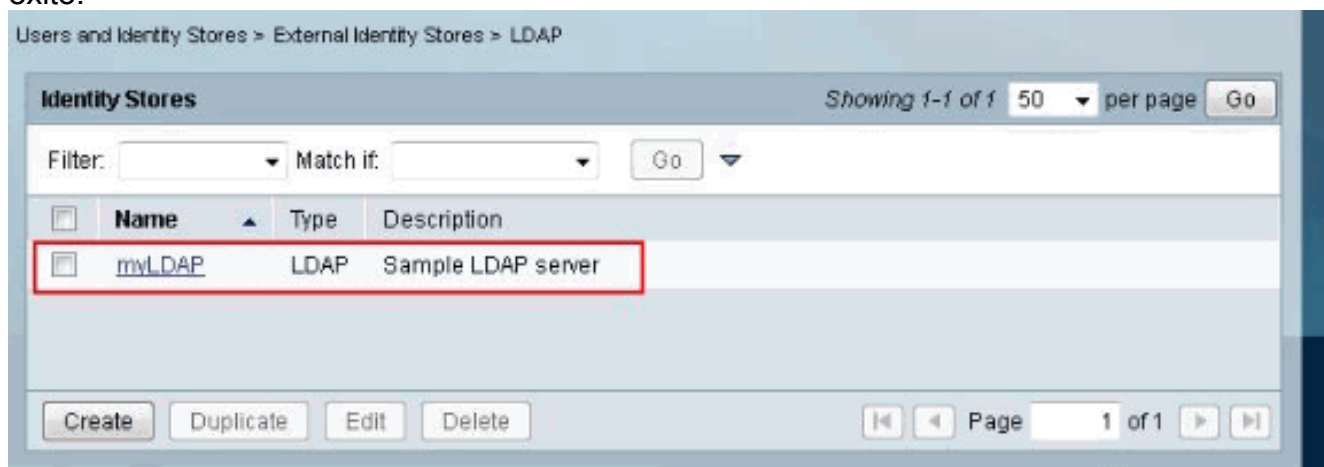 Users and Identity Stores > External Identity Stores > LDAP
Identity Stores Showing 1-1 of 1 50 per page Go
Filter: Match if: Go
Name Type Description
myLDAP LDAP Sample LDAP server
Create Duplicate Edit Delete Page 1 of 1